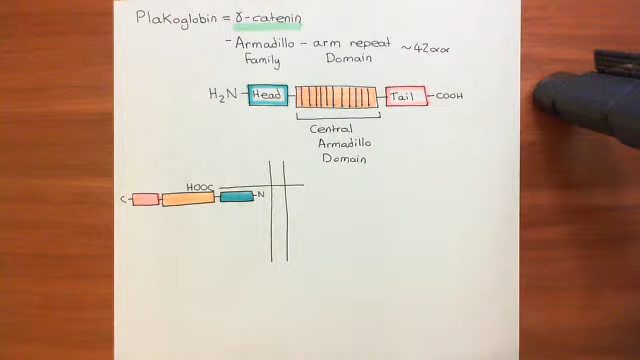 Plakoglobin = γ-catenin
- Armadillo - arm repeat ~42aa
Family Domain
H₂N Head Tail COOH
Central
Armadillo
Domain
HOOC
C N